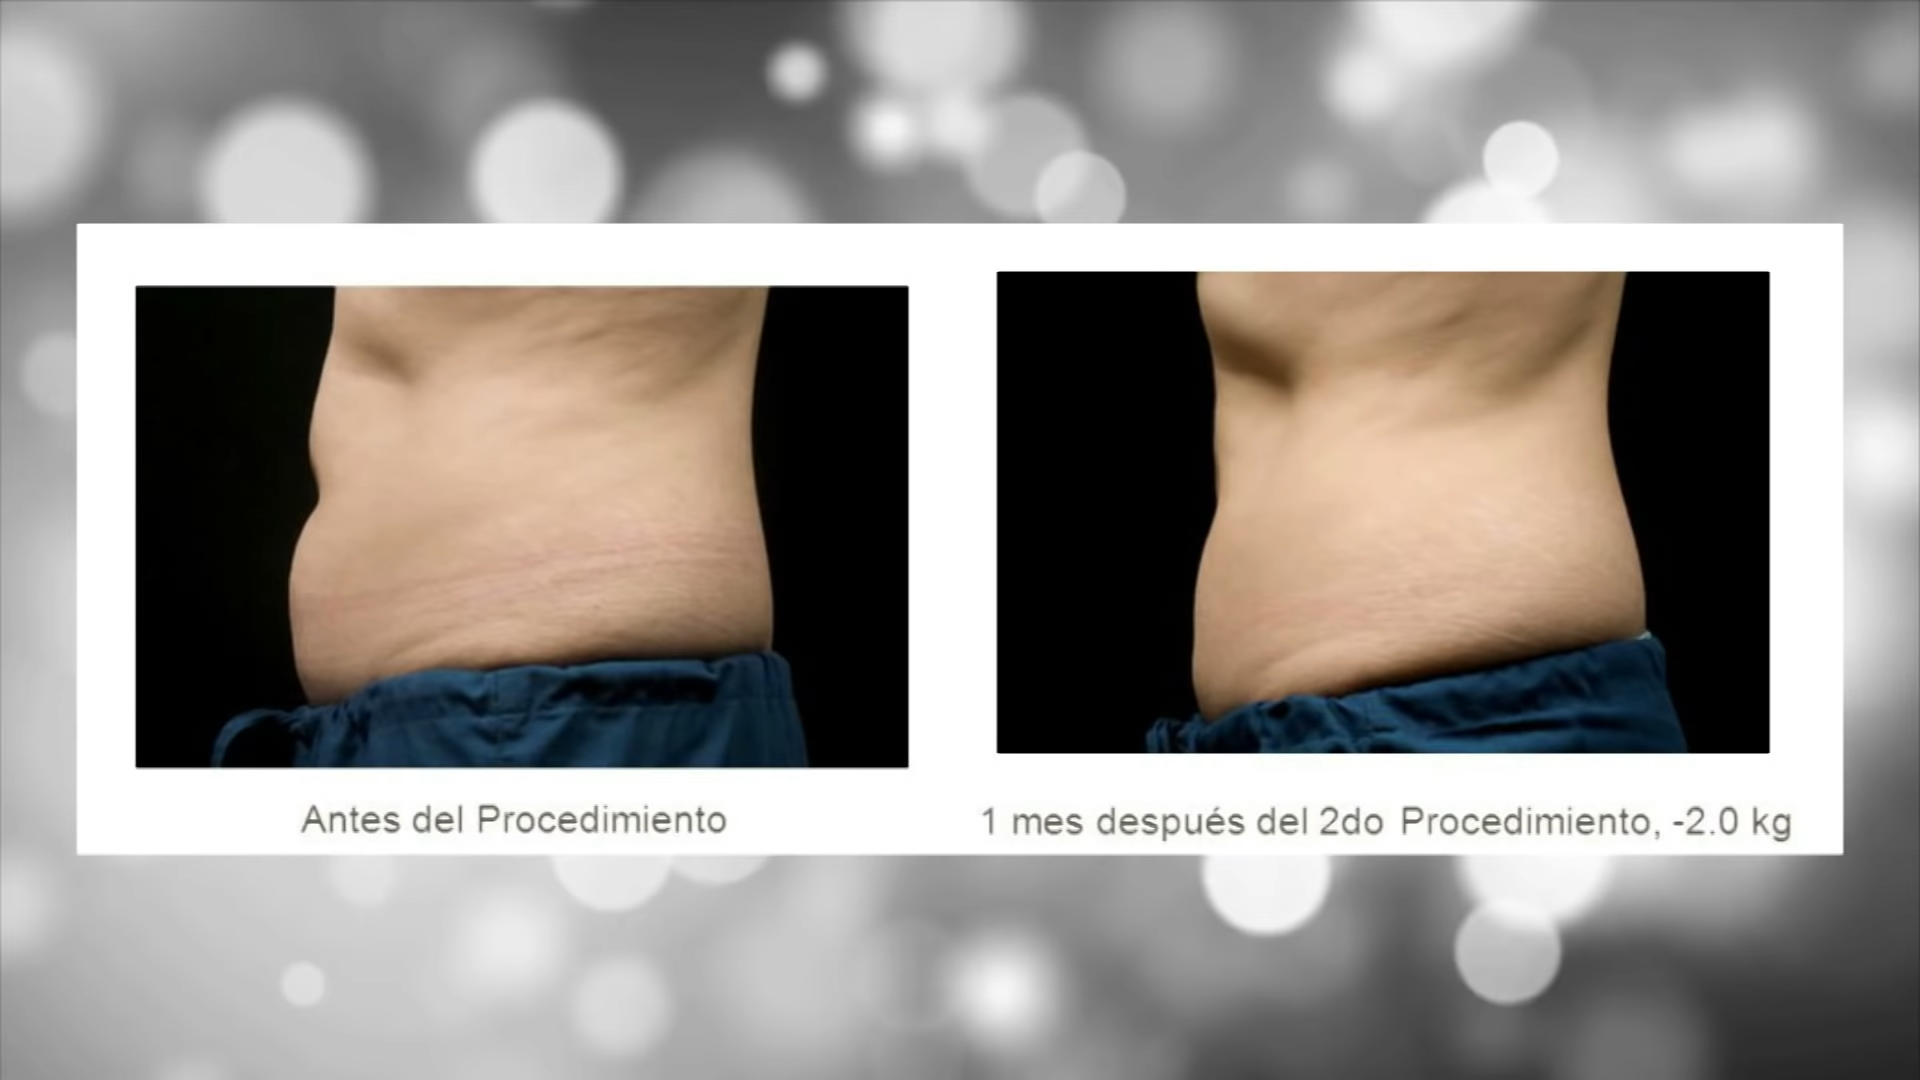 Antes del Procedimiento
1 mes después del 2do Procedimiento, -2.0 kg